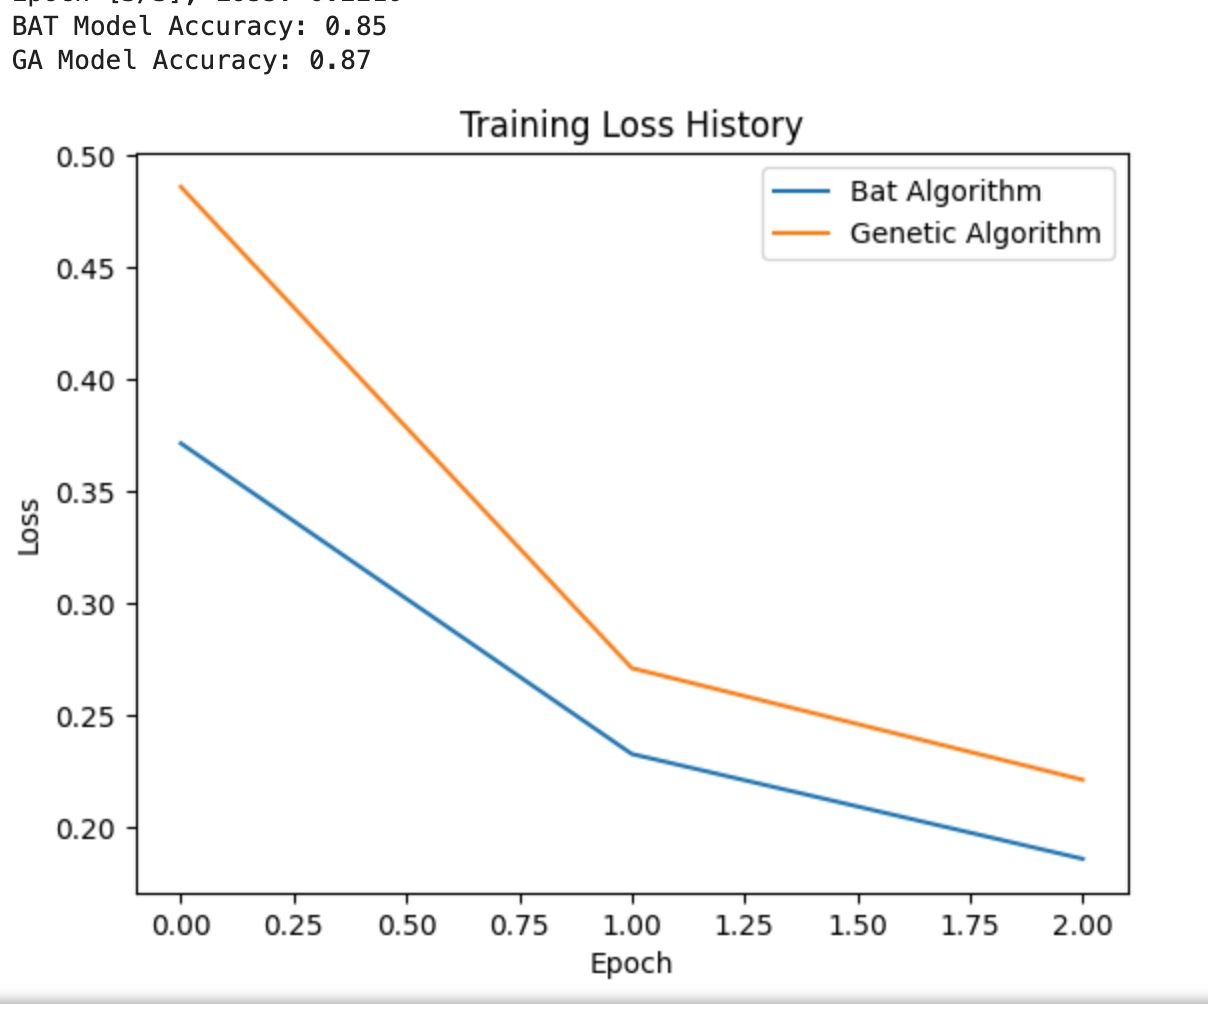 BAT Model Accuracy: 0.85
GA Model Accuracy: 0.87
Training Loss History
0.50
Bat Algorithm
Genetic Algorithm
0.45
0.40
0.35
Loss
0.30
0.25
0.20
0.00 0.25 0.50 0.75 1.00 1.25 1.50 1.75 2.00
Epoch